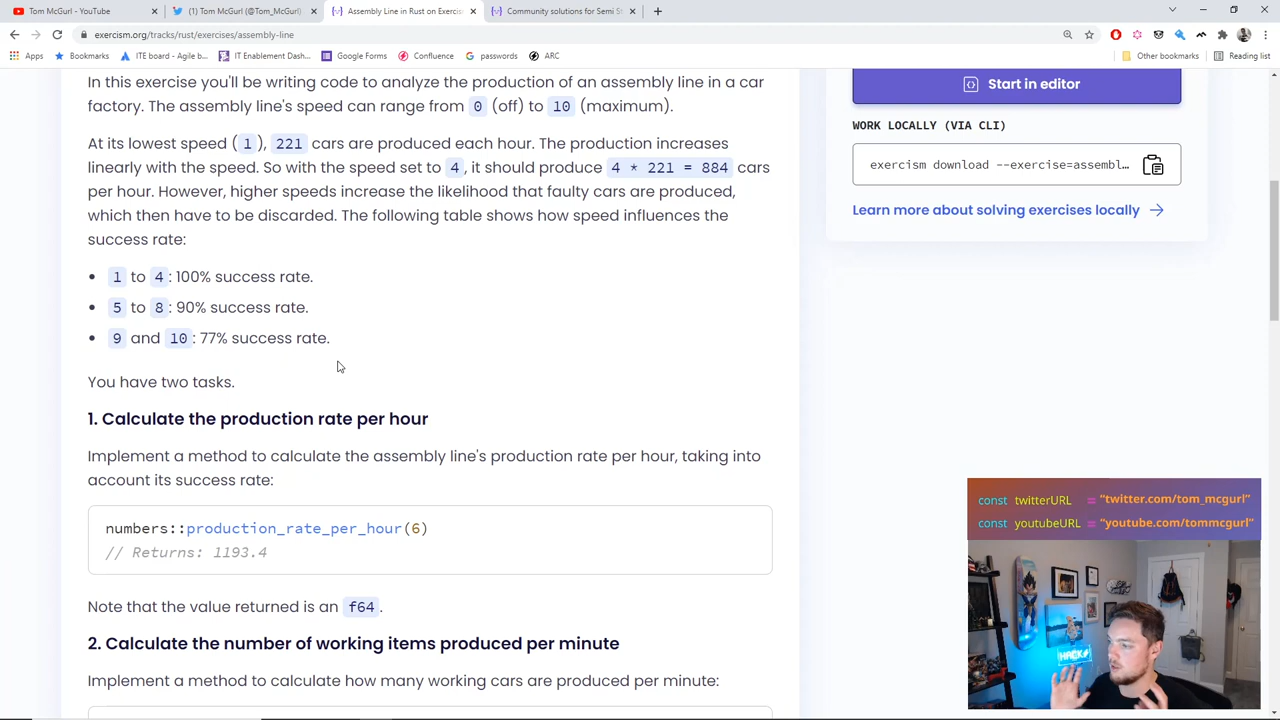 Tom McGurl - YouTube
(1) Tom McGurl (@Tom_McGurl)
Assembly Line in Rust on Exercis
Community solutions for Semi St
exercism.org/tracks/rust/exercises/assembly-line
Apps
Bookmarks
ITE board - Agile b...
IT Enablement Dash...
Google Forms
Confluence
passwords
ARC
Other bookmarks
Reading list
In this exercise you'll be writing code to analyze the production of an assembly line in a car
factory. The assembly line's speed can range from 0 (off) to 10 (maximum).
At its lowest speed (1), 221 cars are produced each hour. The production increases
linearly with the speed. So with the speed set to 4, it should produce 4 * 221 = 884 cars
per hour. However, higher speeds increase the likelihood that faulty cars are produced,
which then have to be discarded. The following table shows how speed influences the
success rate:
• 1 to 4: 100% success rate.
• 5 to 8: 90% success rate.
• 9 and 10: 77% success rate.
You have two tasks.
1. Calculate the production rate per hour
Implement a method to calculate the assembly line's production rate per hour, taking into
account its success rate:
numbers::production_rate_per_hour(6)
// Returns: 1193.4
Note that the value returned is an f64.
2. Calculate the number of working items produced per minute
Implement a method to calculate how many working cars are produced per minute:
Start in editor
WORK LOCALLY (VIA CLI)
exercism download --exercise=assembl...
Learn more about solving exercises locally
const twitterURL = "twitter.com/tom_mcgurl"
const youtubeURL = "youtube.com/tommcgurl"
HACK